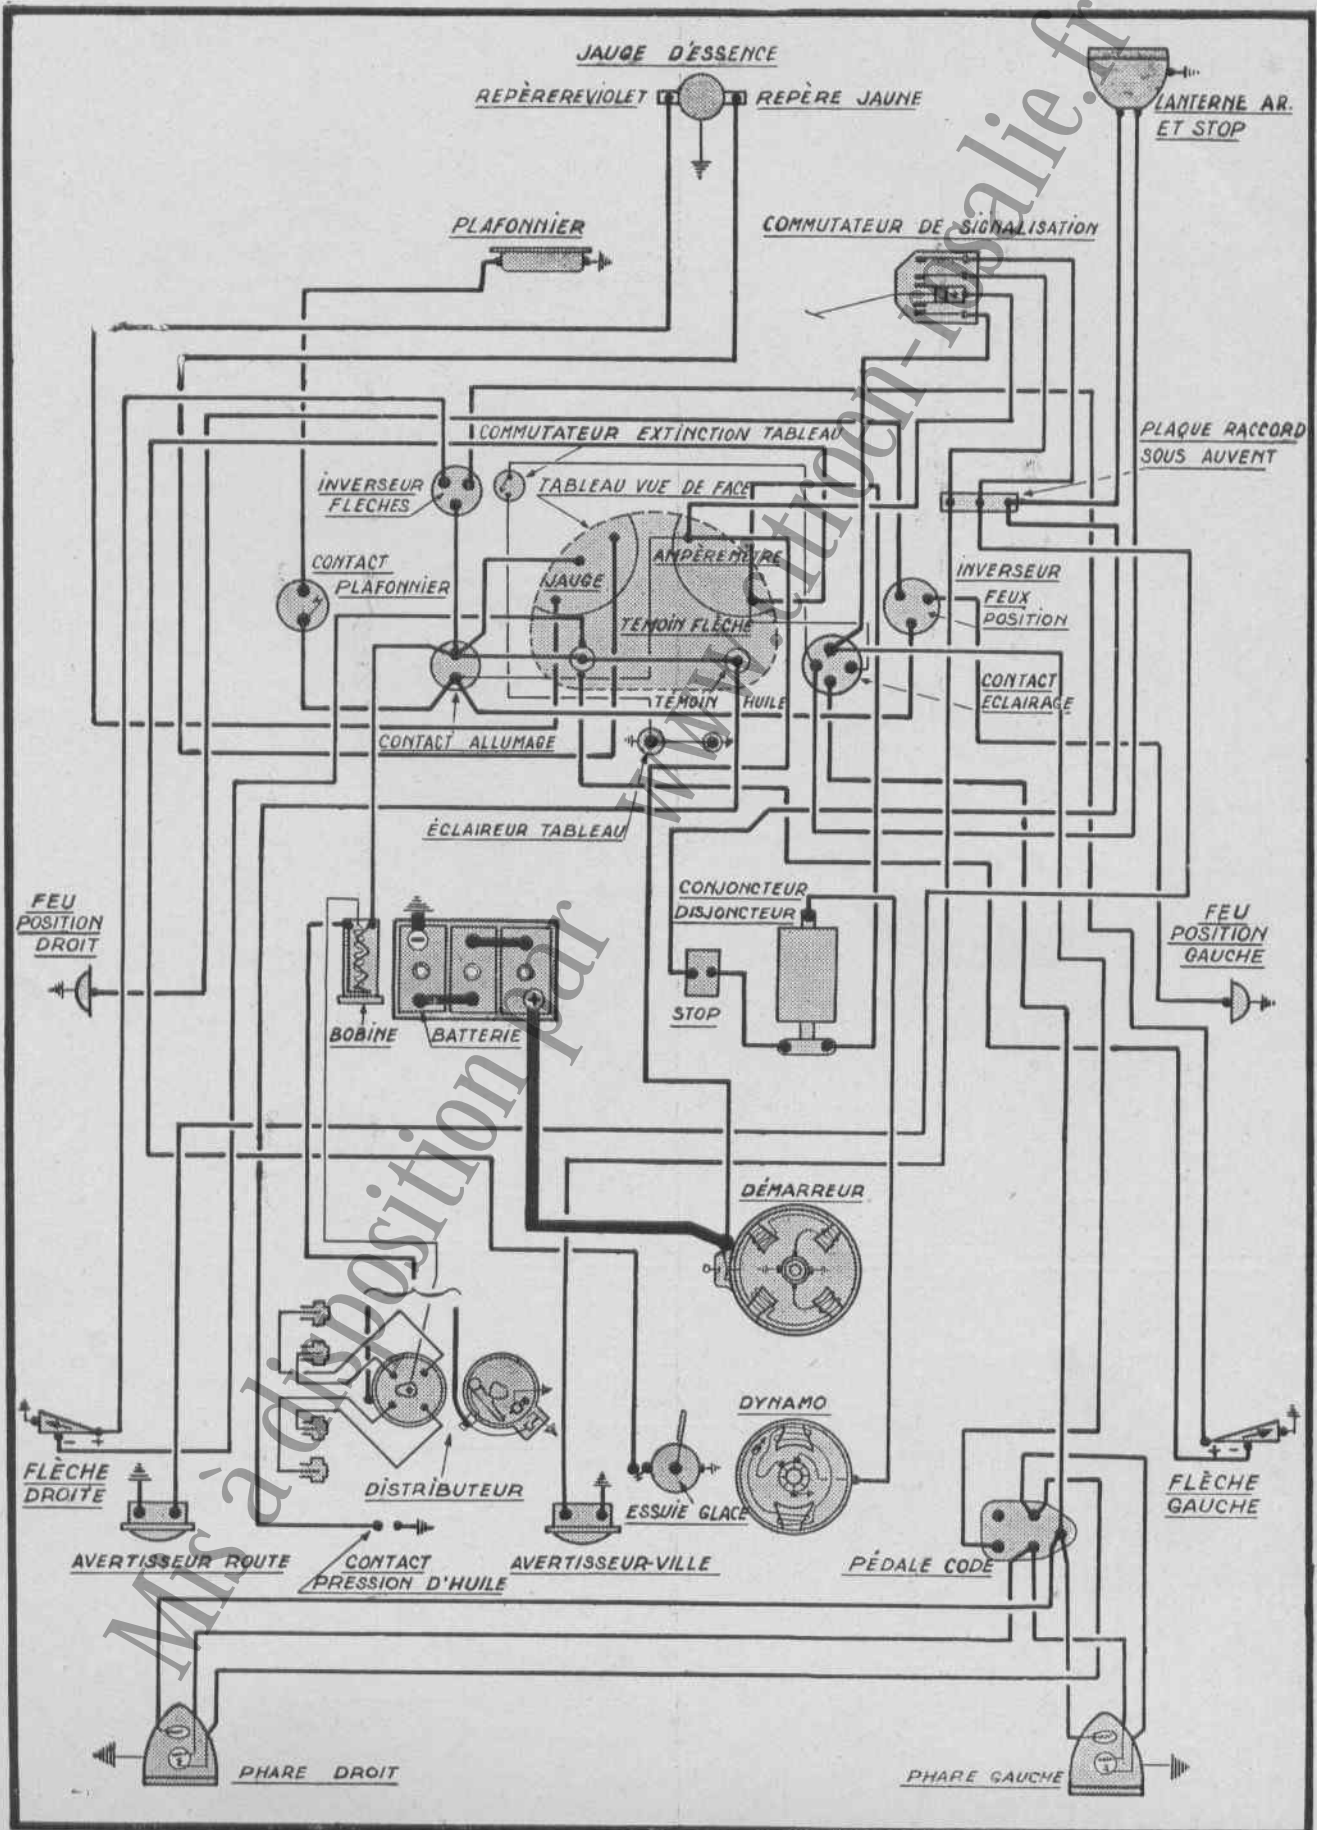 JAUGE D'ESSENCE
REPÈREREVIOLET
REPÈRE JAUNE
LANTERNE AR.
ET STOP
PLAFONNIER
COMMUTATEUR DE SIGNALISATION
COMMUTATEUR EXTINCTION TABLEAU
PLAQUE RACCORD
SOUS AUVENT
INVERSEUR
FLECHES
TABLEAU VUE DE FACE
AMPÈREMÈTRE
JAUGE
CONTACT
PLAFONNIER
INVERSEUR
FEUX
POSITION
TEMOIN FLÈCHE
TEMOIN HUILE
CONTACT
ECLAIRAGE
CONTACT ALLUMAGE
ÉCLAIREUR TABLEAU
FEU
POSITION
DROIT
CONJONCTEUR
DISJONCTEUR
FEU
POSITION
GAUCHE
BOBINE
BATTERIE
STOP
DÉMARREUR
DYNAMO
FLÈCHE
DROITE
DISTRIBUTEUR
ESSUIE GLACE
FLÈCHE
GAUCHE
AVERTISSEUR ROUTE
CONTACT
PRESSION D'HUILE
AVERTISSEUR-VILLE
PÉDALE CODE
PHARE DROIT
PHARE GAUCHE
Mis à disposition par www.citroen-rosalie.fr